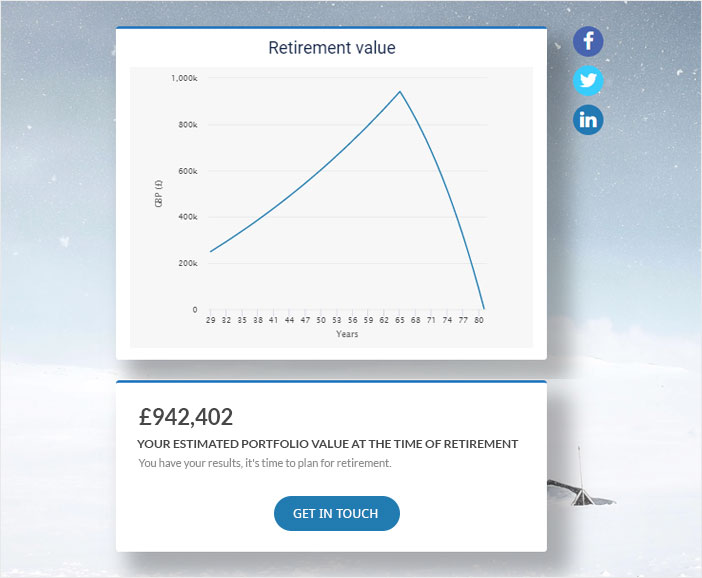 Retirement value
1,000k
800k
600k
400k
200k
0
GBP (£)
29 32 35 38 41 44 47 50 53 56 59 62 65 68 71 74 77 80
Years
£942,402
YOUR ESTIMATED PORTFOLIO VALUE AT THE TIME OF RETIREMENT
You have your results, it's time to plan for retirement.
GET IN TOUCH
f
in